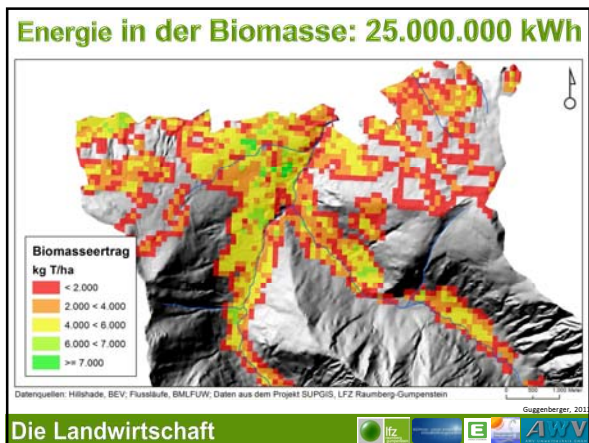 Energie in der Biomasse: 25.000.000 kWh
Biomasseertrag
kg T/ha
< 2.000
2.000 < 4.000
4.000 < 6.000
6.000 < 7.000
>= 7.000
Datenquellen: Hillshade, BEV; Flussläufe, BMLFUW; Daten aus dem Projekt SUPGIS, LFZ Raumberg-Gumpenstein
Die Landwirtschaft
lfz
E
AWV